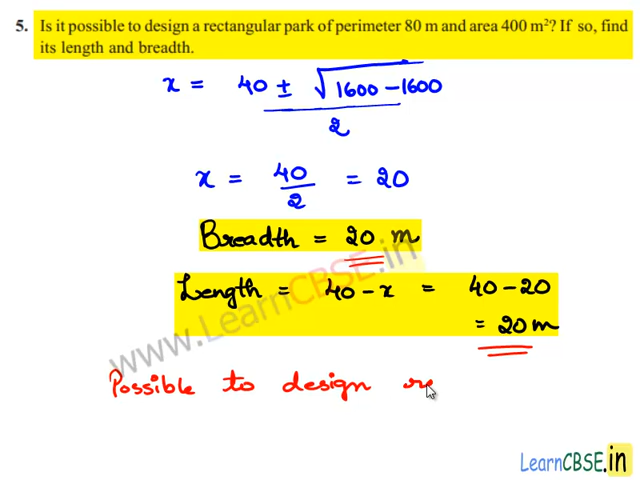 5. Is it possible to design a rectangular park of perimeter 80 m and area 400 m²? If so, find
its length and breadth.
x = (40 ± √(1600 – 1600)) / 2
x = 40/2 = 20
Breadth = 20 m
Length = 40 – x = 40 – 20
= 20 m
www.LearnCBSE.in
Possible to design re
LearnCBSE.in